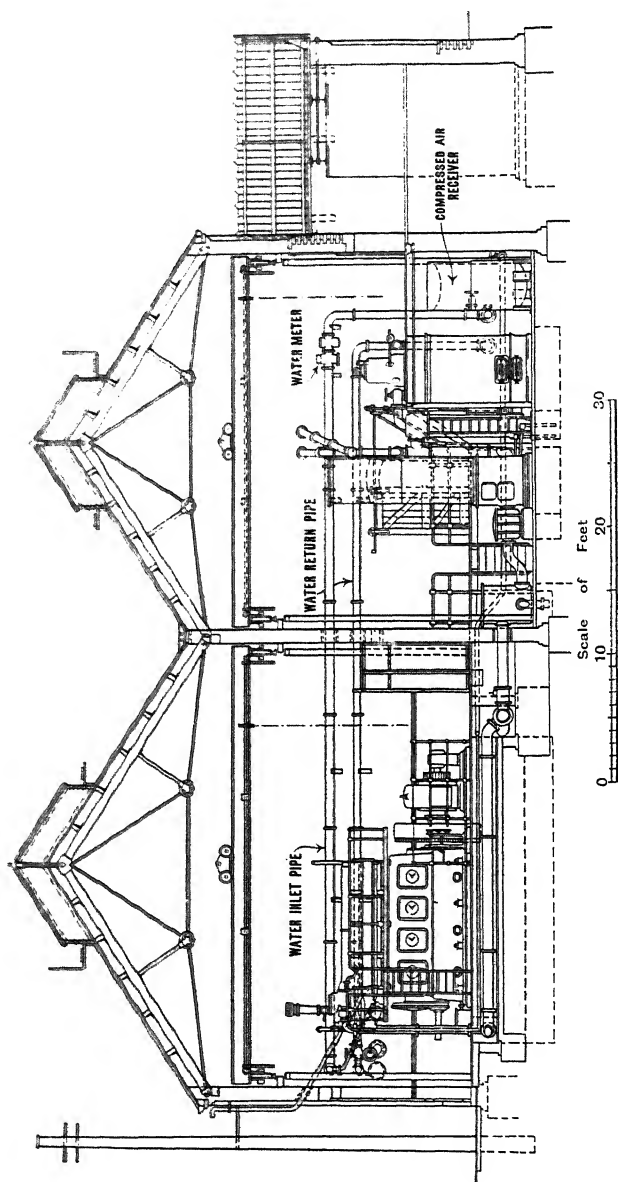 WATER INLET PIPE
WATER RETURN PIPE
WATER METER
COMPRESSED AIR
RECEIVER
0 10 20 30
Scale of Feet